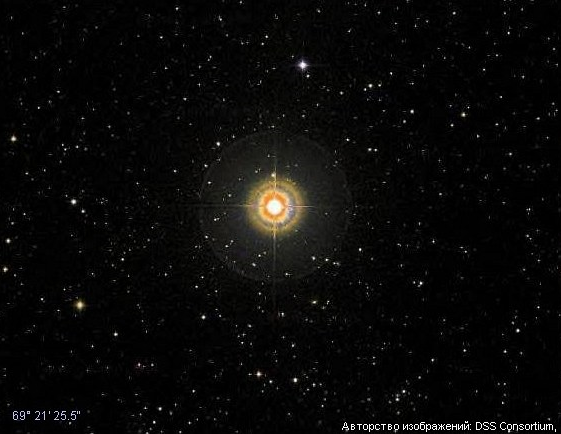 69° 21' 25.5"
Авторство изображений: DSS Consortium,